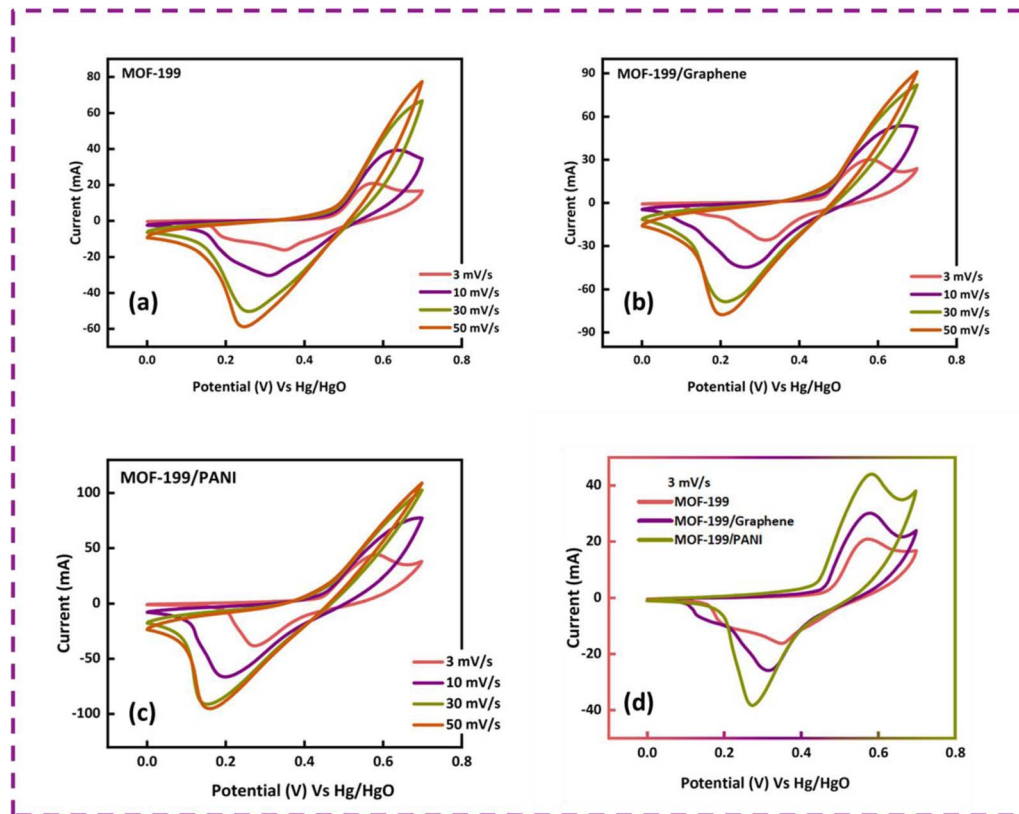 MOF-199
80
60
40
20
0
-20
-40
-60
Current (mA)
(a)
3 mV/s
10 mV/s
30 mV/s
50 mV/s
0.0 0.2 0.4 0.6 0.8
Potential (V) Vs Hg/HgO
MOF-199/Graphene
90
60
30
0
-30
-60
-90
Current (mA)
(b)
3 mV/s
10 mV/s
30 mV/s
50 mV/s
0.0 0.2 0.4 0.6 0.8
Potential (V) Vs Hg/HgO
MOF-199/PANI
100
50
0
-50
-100
Current (mA)
(c)
3 mV/s
10 mV/s
30 mV/s
50 mV/s
0.0 0.2 0.4 0.6 0.8
Potential (V) Vs Hg/HgO
3 mV/s
MOF-199
MOF-199/Graphene
MOF-199/PANI
40
20
0
-20
-40
Current (mA)
(d)
0.0 0.2 0.4 0.6 0.8
Potential (V) Vs Hg/HgO